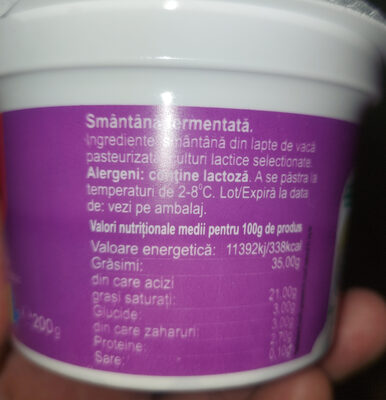 Smântână fermentată.
Ingrediente: smântână din lapte de vacă
pasteurizată, culturi lactice selectionate.
Alergeni: conține lactoză. A se păstra la
temperaturi de 2-8°C. Lot/Expiră la data
de: vezi pe ambalaj.
Valori nutriționale medii pentru 100g de produs
Valoare energetică: 11392kj/338kcal
Grăsimi: 35,00g
din care acizi
grași saturați: 21,00g
Glucide: 3,00g
din care zaharuri: 3,00g
Proteine:
Sare: 0,10g
200g